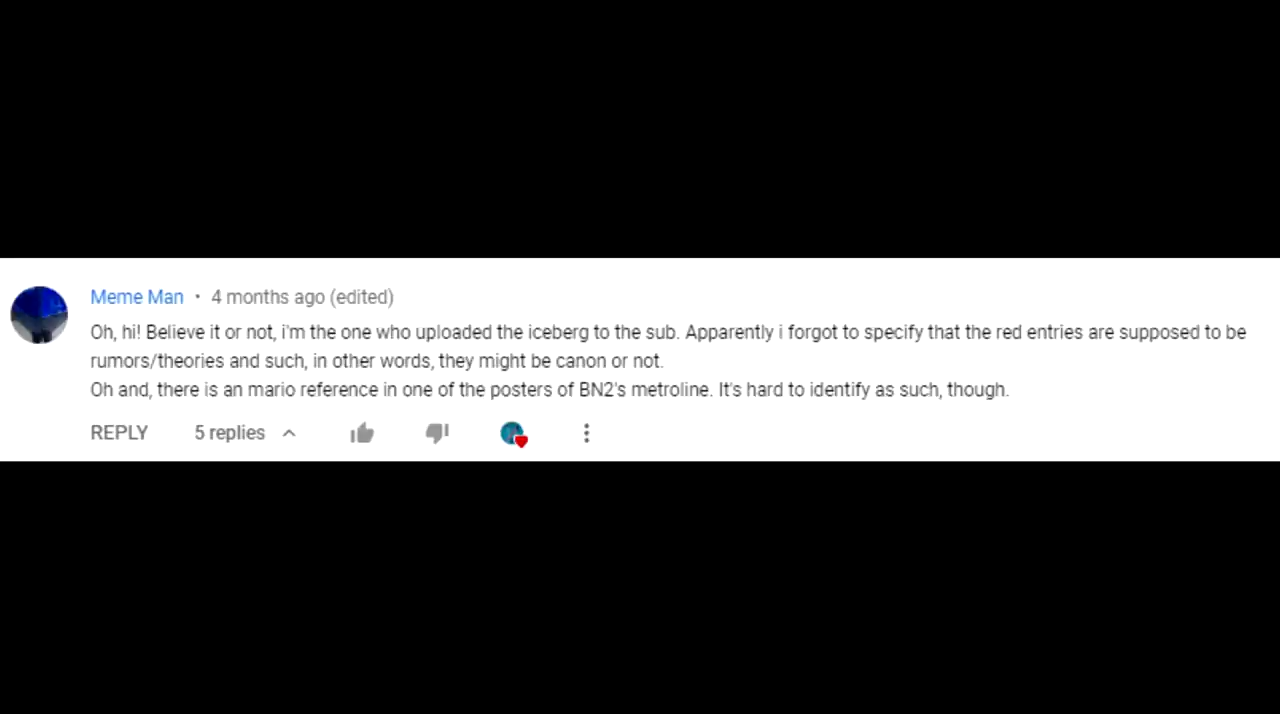 Meme Man • 4 months ago (edited)
Oh, hi! Believe it or not, i'm the one who uploaded the iceberg to the sub. Apparently i forgot to specify that the red entries are supposed to be
rumors/theories and such, in other words, they might be canon or not.
Oh and, there is an mario reference in one of the posters of BN2's metroline. It's hard to identify as such, though.
REPLY 5 replies